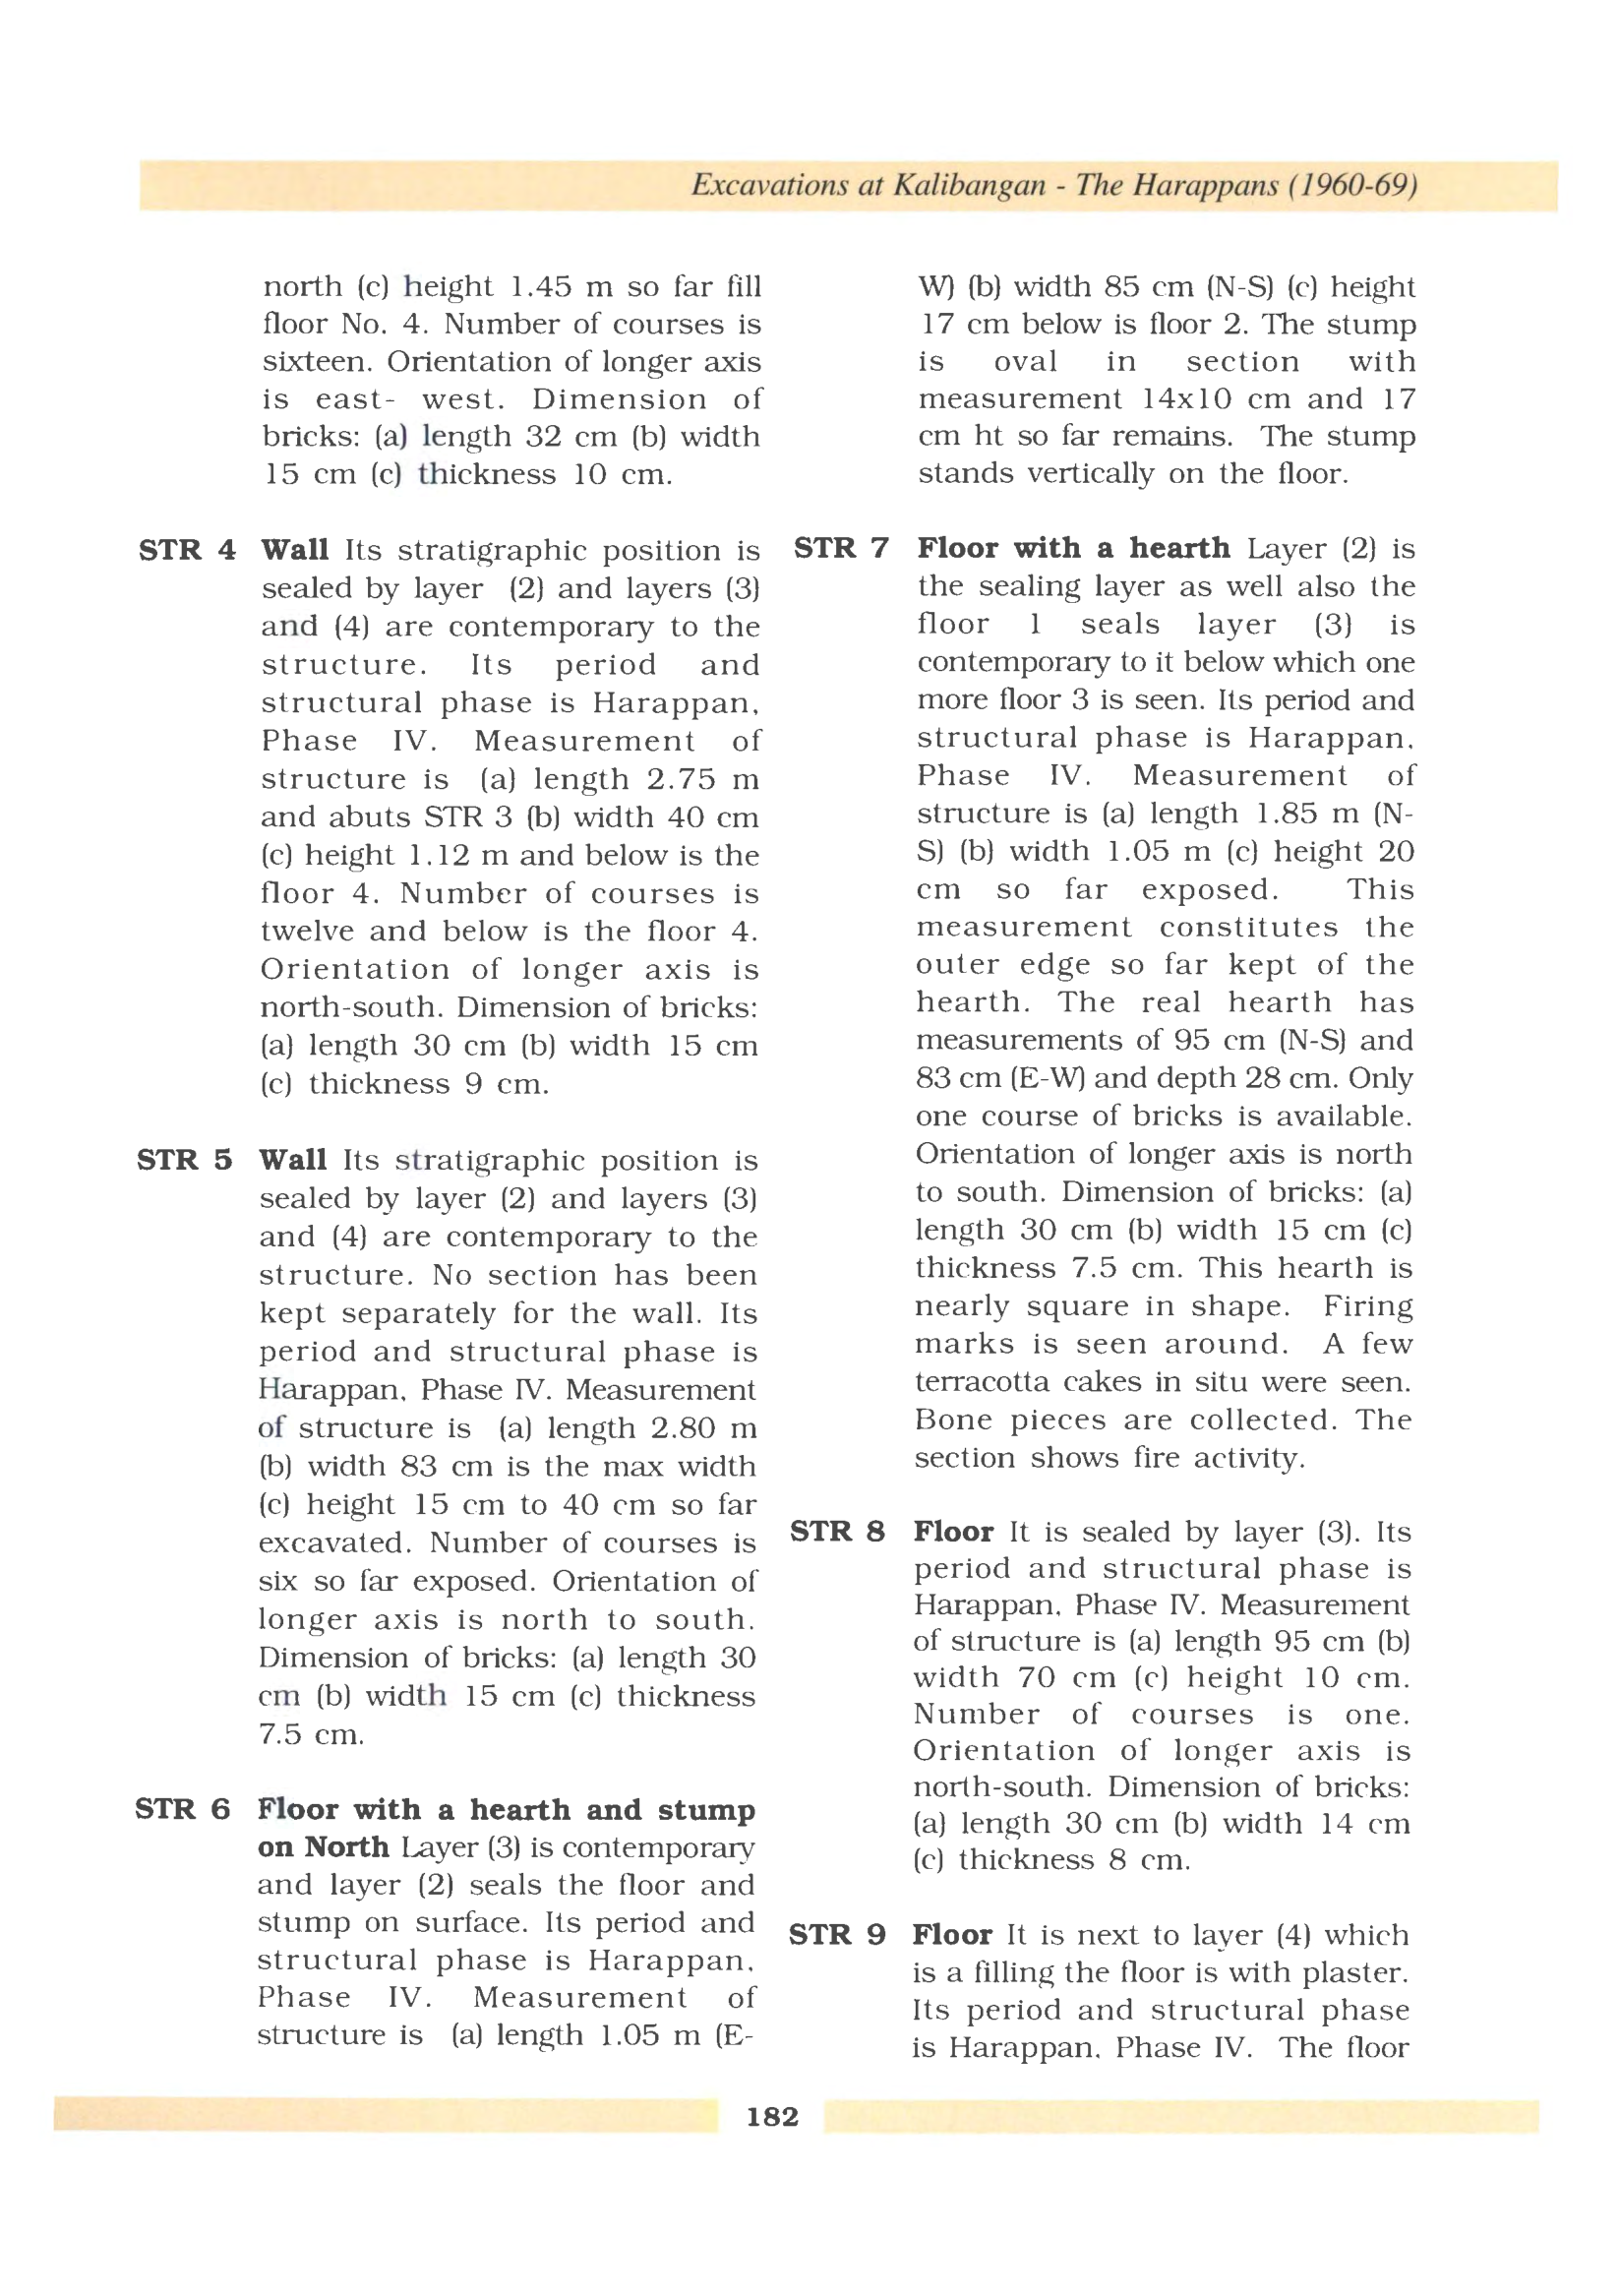 Excavations at Kalibangan - The Harappans (1960-69)
north (c) height 1.45 m so far fill
floor No. 4. Number of courses is
sixteen. Orientation of longer axis
is east- west. Dimension of
bricks: (a) length 32 cm (b) width
15 cm (c) thickness 10 cm.
STR 4 Wall Its stratigraphic position is
sealed by layer (2) and layers (3)
and (4) are contemporary to the
structure. Its period and
structural phase is Harappan,
Phase IV. Measurement of
structure is (a) length 2.75 m
and abuts STR 3 (b) width 40 cm
(c) height 1.12 m and below is the
floor 4. Number of courses is
twelve and below is the floor 4.
Orientation of longer axis is
north-south. Dimension of bricks:
(a) length 30 cm (b) width 15 cm
(c) thickness 9 cm.
STR 5 Wall Its stratigraphic position is
sealed by layer (2) and layers (3)
and (4) are contemporary to the
structure. No section has been
kept separately for the wall. Its
period and structural phase is
Harappan, Phase IV. Measurement
of structure is (a) length 2.80 m
(b) width 83 cm is the max width
(c) height 15 cm to 40 cm so far
excavated. Number of courses is
six so far exposed. Orientation of
longer axis is north to south.
Dimension of bricks: (a) length 30
cm (b) width 15 cm (c) thickness
7.5 cm.
STR 6 Floor with a hearth and stump
on North Layer (3) is contemporary
and layer (2) seals the floor and
stump on surface. Its period and
structural phase is Harappan,
Phase IV. Measurement of
structure is (a) length 1.05 m (E-
W) (b) width 85 cm (N-S) (c) height
17 cm below is floor 2. The stump
is oval in section with
measurement 14x10 cm and 17
cm ht so far remains. The stump
stands vertically on the floor.
STR 7 Floor with a hearth Layer (2) is
the sealing layer as well also the
floor 1 seals layer (3) is
contemporary to it below which one
more floor 3 is seen. Its period and
structural phase is Harappan,
Phase IV. Measurement of
structure is (a) length 1.85 m (N-
S) (b) width 1.05 m (c) height 20
cm so far exposed. This
measurement constitutes the
outer edge so far kept of the
hearth. The real hearth has
measurements of 95 cm (N-S) and
83 cm (E-W) and depth 28 cm. Only
one course of bricks is available.
Orientation of longer axis is north
to south. Dimension of bricks: (a)
length 30 cm (b) width 15 cm (c)
thickness 7.5 cm. This hearth is
nearly square in shape. Firing
marks is seen around. A few
terracotta cakes in situ were seen.
Bone pieces are collected. The
section shows fire activity.
STR 8 Floor It is sealed by layer (3). Its
period and structural phase is
Harappan, Phase IV. Measurement
of structure is (a) length 95 cm (b)
width 70 cm (c) height 10 cm.
Number of courses is one.
Orientation of longer axis is
north-south. Dimension of bricks:
(a) length 30 cm (b) width 14 cm
(c) thickness 8 cm.
STR 9 Floor It is next to layer (4) which
is a filling the floor is with plaster.
Its period and structural phase
is Harappan, Phase IV. The floor
182